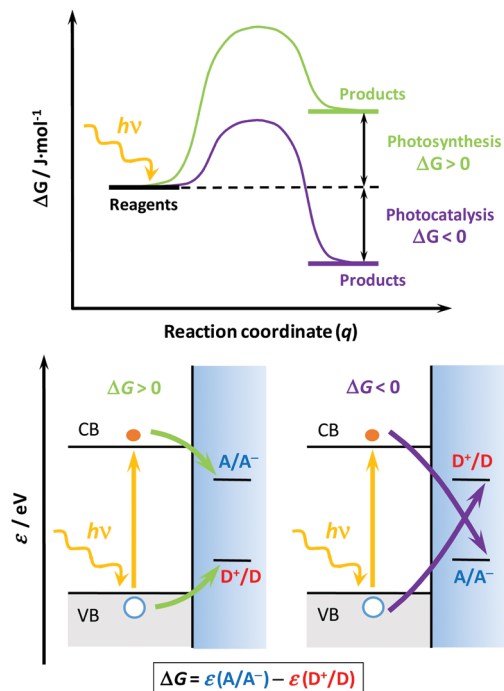 ΔG / J·mol⁻¹
hν
Reagents
Products
Photosynthesis
ΔG > 0
Photocatalysis
ΔG < 0
Products
Reaction coordinate (q)
ε / eV
ΔG > 0
CB
A/A⁻
hν
D⁺/D
VB
ΔG < 0
CB
D⁺/D
hν
A/A⁻
VB
ΔG = ε(A/A⁻) – ε(D⁺/D)